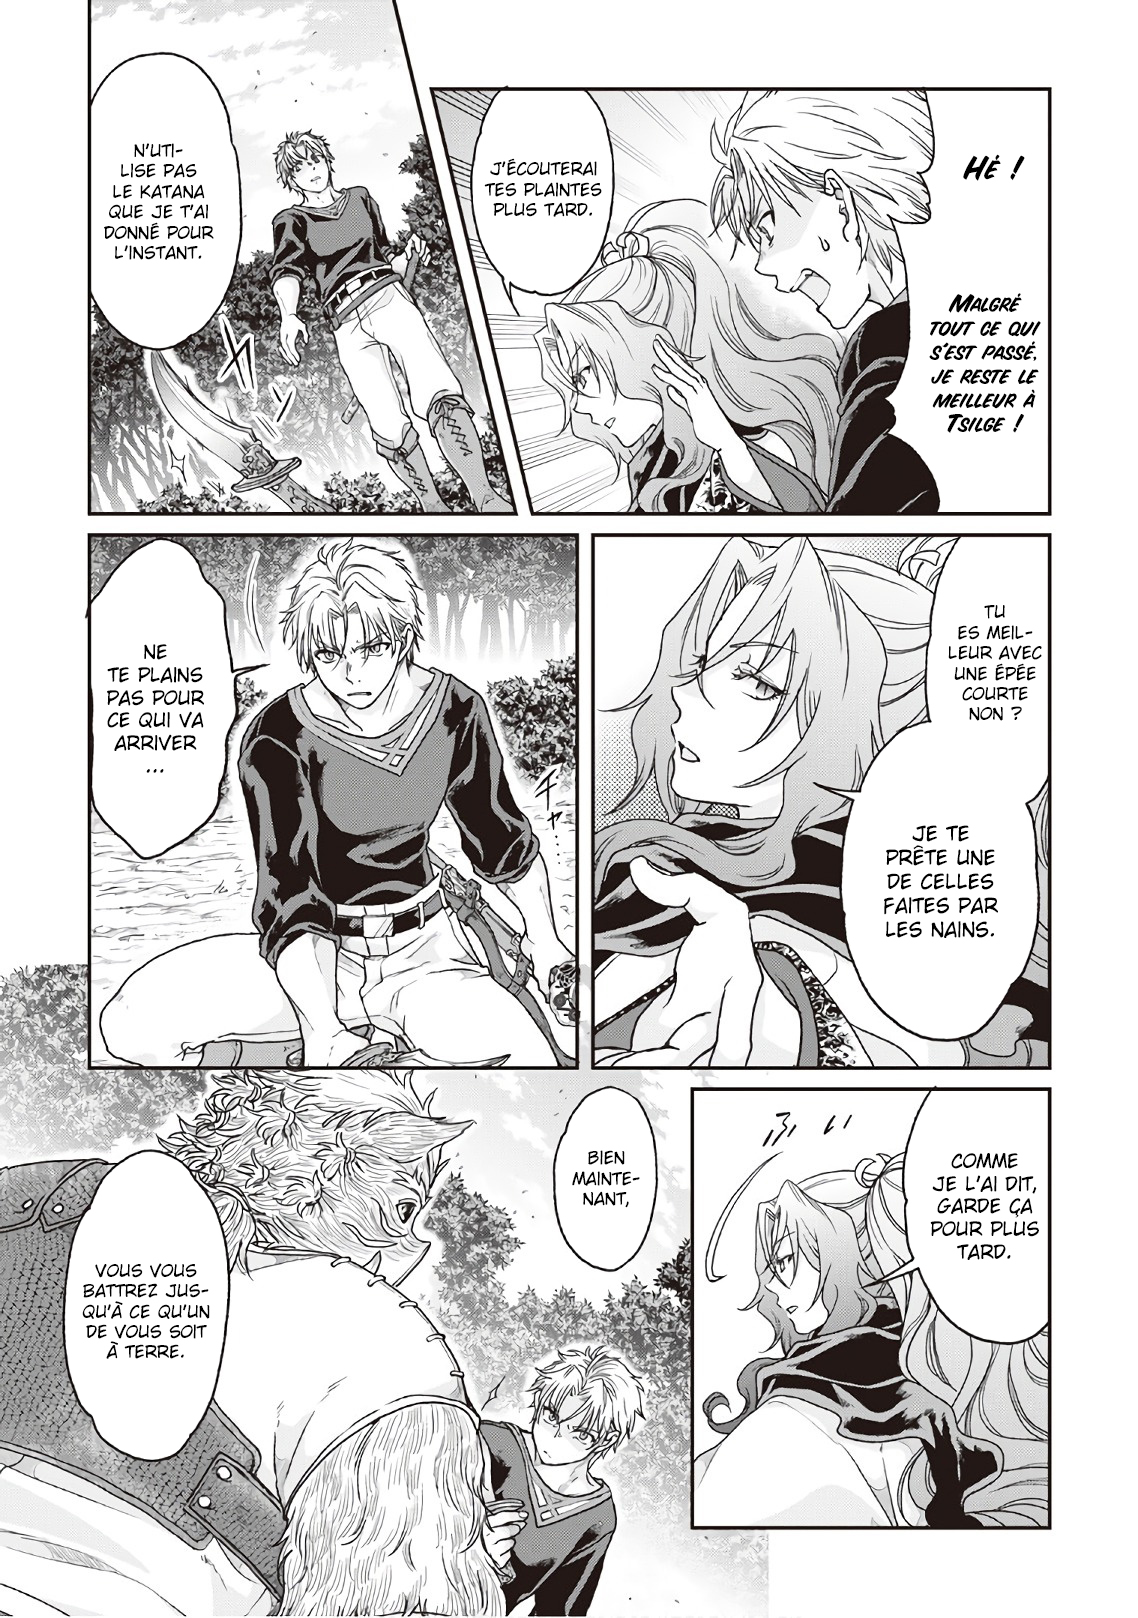 HÉ !
MALGRÉ
TOUT CE QUI
S'EST PASSÉ,
JE RESTE LE
MEILLEUR À
TSILGE !
J'ÉCOUTERAI
TES PLAINTES
PLUS TARD.
N'UTI-
LISE PAS
LE KATANA
QUE JE T'AI
DONNÉ POUR
L'INSTANT.
TU
ES MEIL-
LEUR AVEC
UNE ÉPÉE
COURTE
NON ?
JE TE
PRÊTE UNE
DE CELLES
FAITES PAR
LES NAINS.
NE
TE PLAINS
PAS POUR
CE QUI VA
ARRIVER
...
チャ……
COMME
JE L'AI DIT,
GARDE ÇA
POUR PLUS
TARD.
ふい
BIEN
MAINTE-
NANT,
VOUS VOUS
BATTREZ JUS-
QU'À CE QU'UN
DE VOUS SOIT
À TERRE.